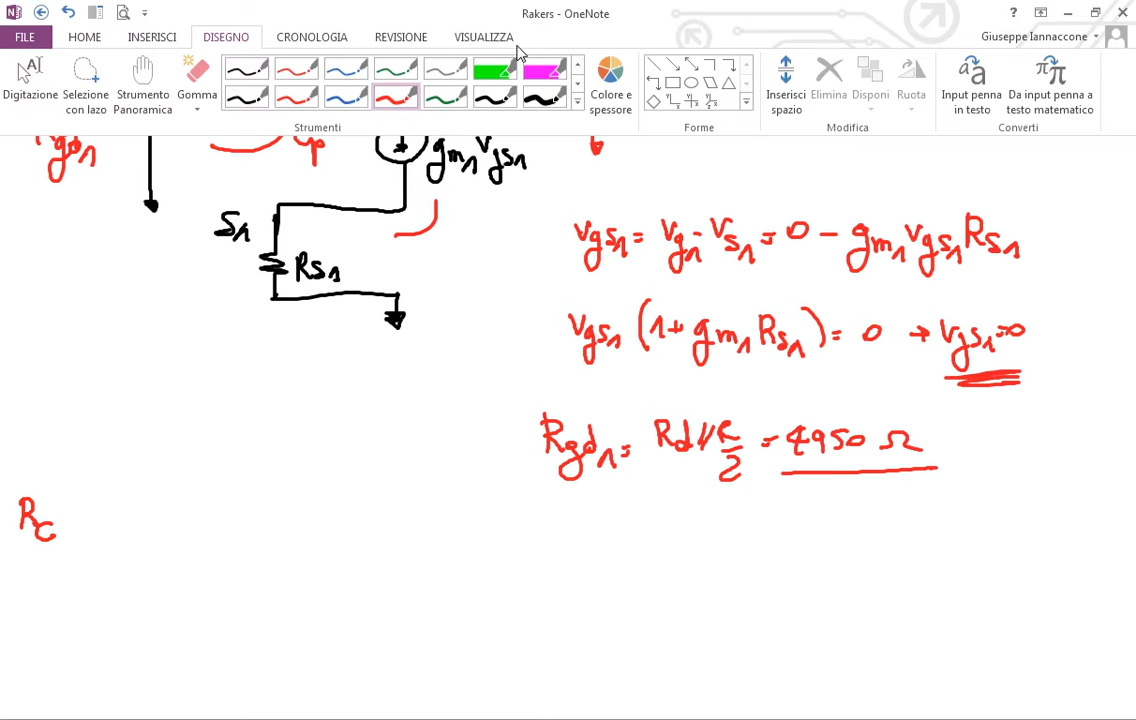 Rakers - OneNote
?
FILE HOME INSERISCI DISEGNO CRONOLOGIA REVISIONE VISUALIZZA
Giuseppe Iannaccone
Digitazione
Selezione con lazo
Strumento Panoramica
Gomma
Colore e spessore
Inserisci spazio
Elimina
Disponi
Ruota
Input penna in testo
Da input penna a testo matematico
Strumenti
Forme
Modifica
Converti
Rgd1
Cp
gm1 vgs1
S1
RS1
vgs1 = vg1 - vs1 = 0 - gm1 vgs1 Rs1
vgs1 (1 + gm1 Rs1) = 0 → vgs1 = 0
Rgd1 = Rd // R/2 = 4950 Ω
Rc